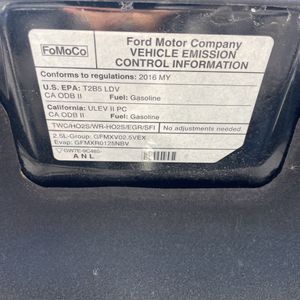 FoMoCo
Ford Motor Company
VEHICLE EMISSION
CONTROL INFORMATION
Conforms to regulations: 2016 MY
U.S. EPA: T2B5 LDV
CA ODB II Fuel: Gasoline
California: ULEV II PC
CA ODB II Fuel: Gasoline
TWC/HO2S/WR-HO2S/EGR/SFI No adjustments needed.
2.5L-Group: GFMXV02.5VEX
Evap: GFMXR0125NBV
GW7E-9C485-
A N L